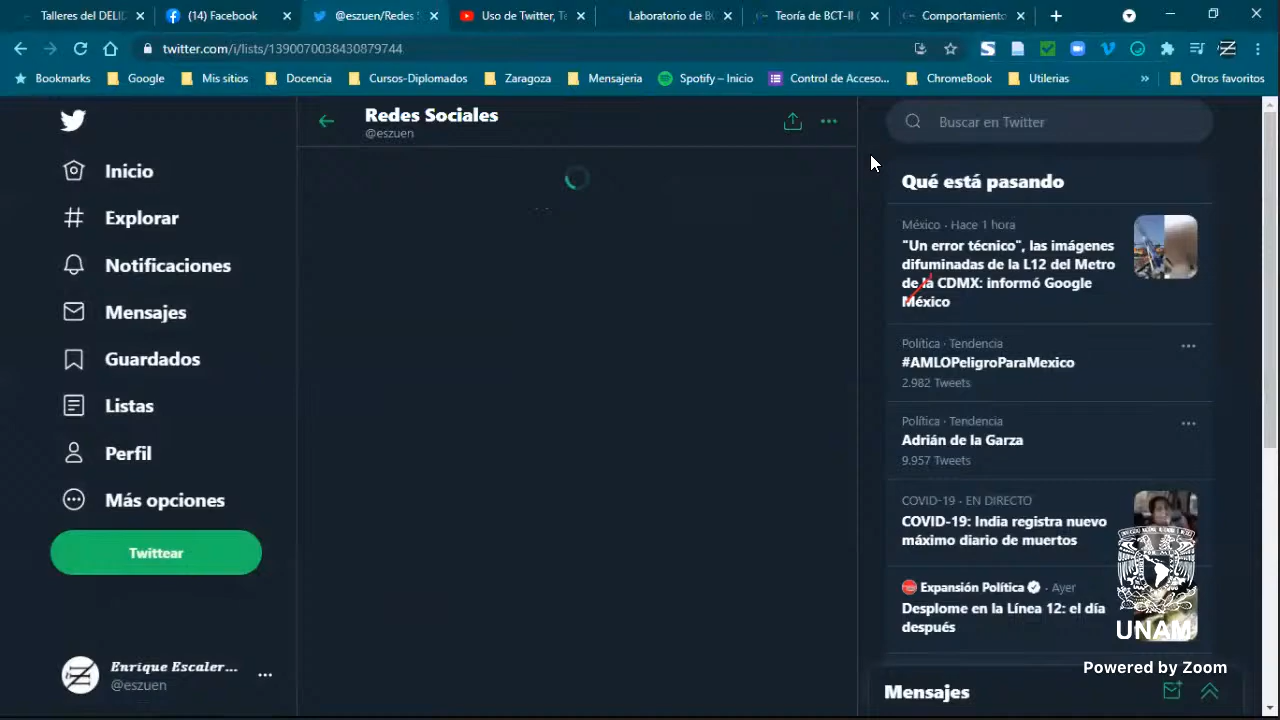 Talleres del DELID
(14) Facebook
@eszuen/Redes S
Uso de Twitter, Te
Laboratorio de BC
Teoría de BCT-II (
Comportamiento
twitter.com/i/lists/1390070038430879744
Bookmarks
Google
Mis sitios
Docencia
Cursos-Diplomados
Zaragoza
Mensajeria
Spotify – Inicio
Control de Acceso...
ChromeBook
Utilerias
»
Otros favoritos
Inicio
Explorar
Notificaciones
Mensajes
Guardados
Listas
Perfil
Más opciones
Twittear
Enrique Escaler...
@eszuen
Redes Sociales
@eszuen
Buscar en Twitter
Qué está pasando
México · Hace 1 hora
"Un error técnico", las imágenes
difuminadas de la L12 del Metro
de la CDMX: informó Google
México
Política · Tendencia
#AMLOPeligroParaMexico
2.982 Tweets
Política · Tendencia
Adrián de la Garza
9.957 Tweets
COVID-19 · EN DIRECTO
COVID-19: India registra nuevo
máximo diario de muertos
Expansión Política · Ayer
Desplome en la Línea 12: el día
después
UNAM
Powered by Zoom
Mensajes